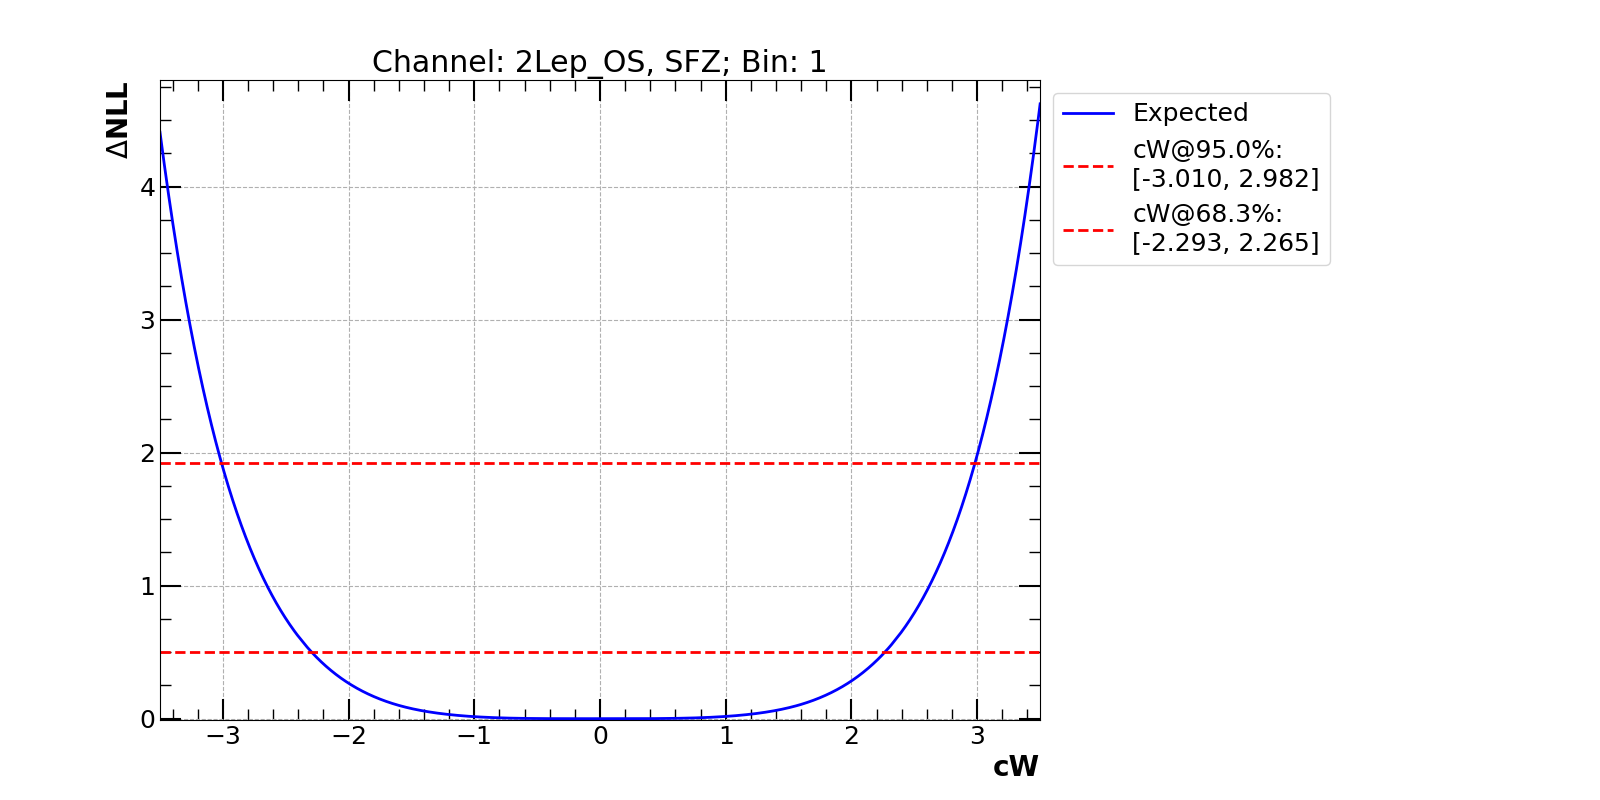 Channel: 2Lep_OS, SFZ; Bin: 1
ΔNLL
4
3
2
1
0
−3
−2
−1
0
1
2
3
cW
Expected
cW@95.0%:
[-3.010, 2.982]
cW@68.3%:
[-2.293, 2.265]